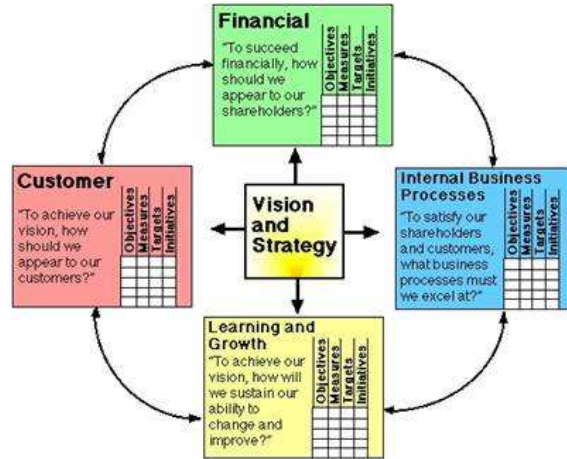 Financial
"To succeed
financially, how
should we
appear to our
shareholders?"
Objectives
Measures
Targets
Initiatives
Customer
"To achieve our
vision, how
should we
appear to our
customers?"
Objectives
Measures
Targets
Initiatives
Vision
and
Strategy
Internal Business
Processes
"To satisfy our
shareholders
and customers,
what business
processes must
we excel at?"
Objectives
Measures
Targets
Initiatives
Learning and
Growth
"To achieve our
vision, how will
we sustain our
ability to
change and
improve?"
Objectives
Measures
Targets
Initiatives